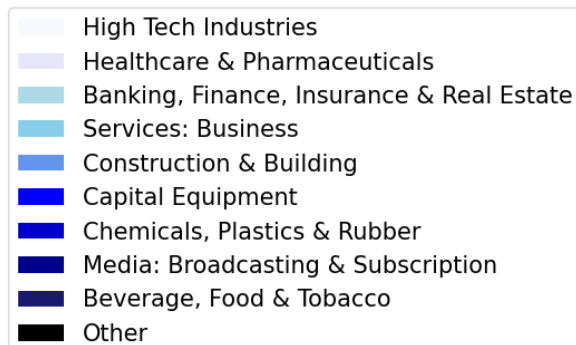 High Tech Industries
Healthcare & Pharmaceuticals
Banking, Finance, Insurance & Real Estate
Services: Business
Construction & Building
Capital Equipment
Chemicals, Plastics & Rubber
Media: Broadcasting & Subscription
Beverage, Food & Tobacco
Other